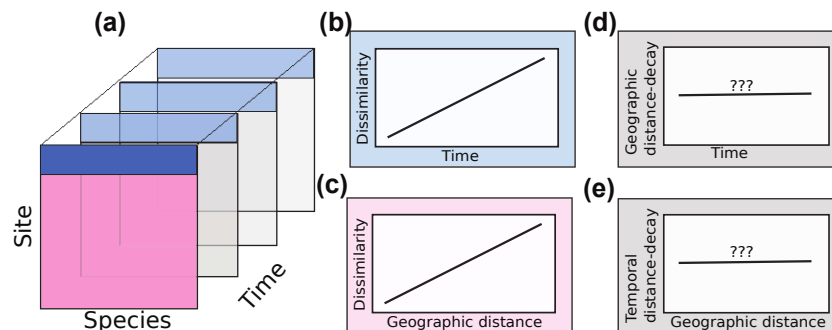 (a)
Site
Species
Time
(b)
Dissimilarity
Time
(c)
Dissimilarity
Geographic distance
(d)
Geographic
distance-decay
???
Time
(e)
Temporal
distance-decay
???
Geographic distance